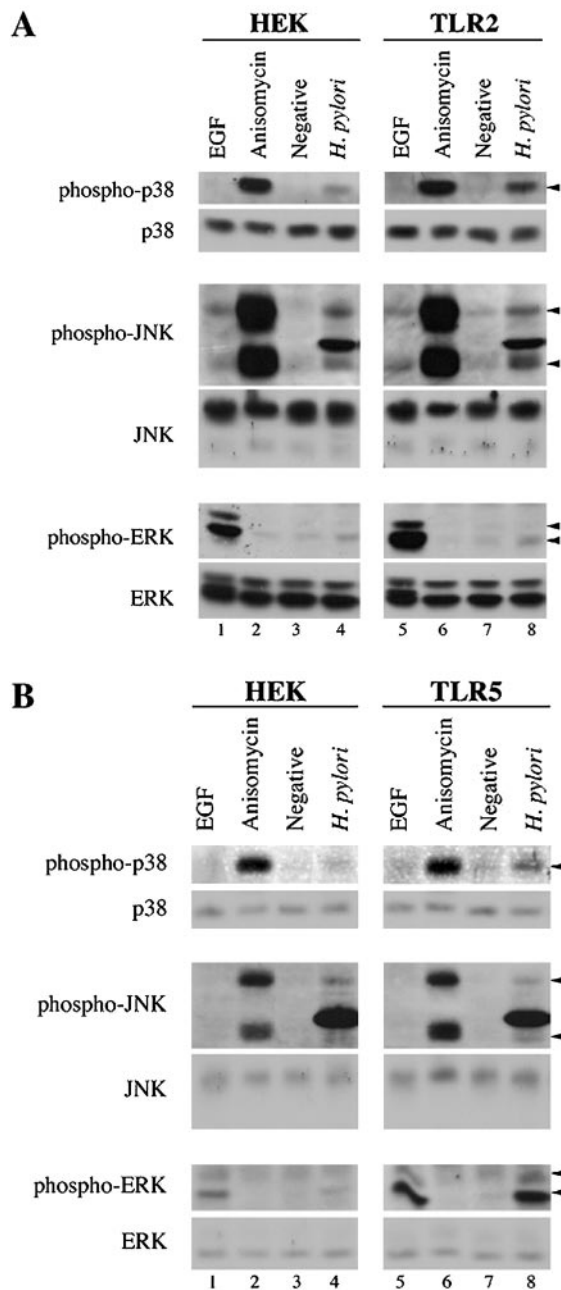 A
HEK TLR2
EGF Anisomycin Negative H. pylori EGF Anisomycin Negative H. pylori
phospho-p38
p38
phospho-JNK
JNK
phospho-ERK
ERK
1 2 3 4 5 6 7 8
B
HEK TLR5
EGF Anisomycin Negative H. pylori EGF Anisomycin Negative H. pylori
phospho-p38
p38
phospho-JNK
JNK
phospho-ERK
ERK
1 2 3 4 5 6 7 8